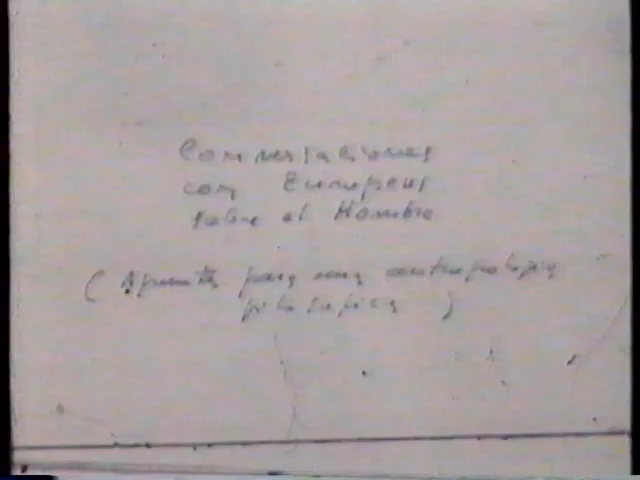 Conversaciones
con Europeus
sobre el Hombre
(Apuntes para una antropología
filosófica)